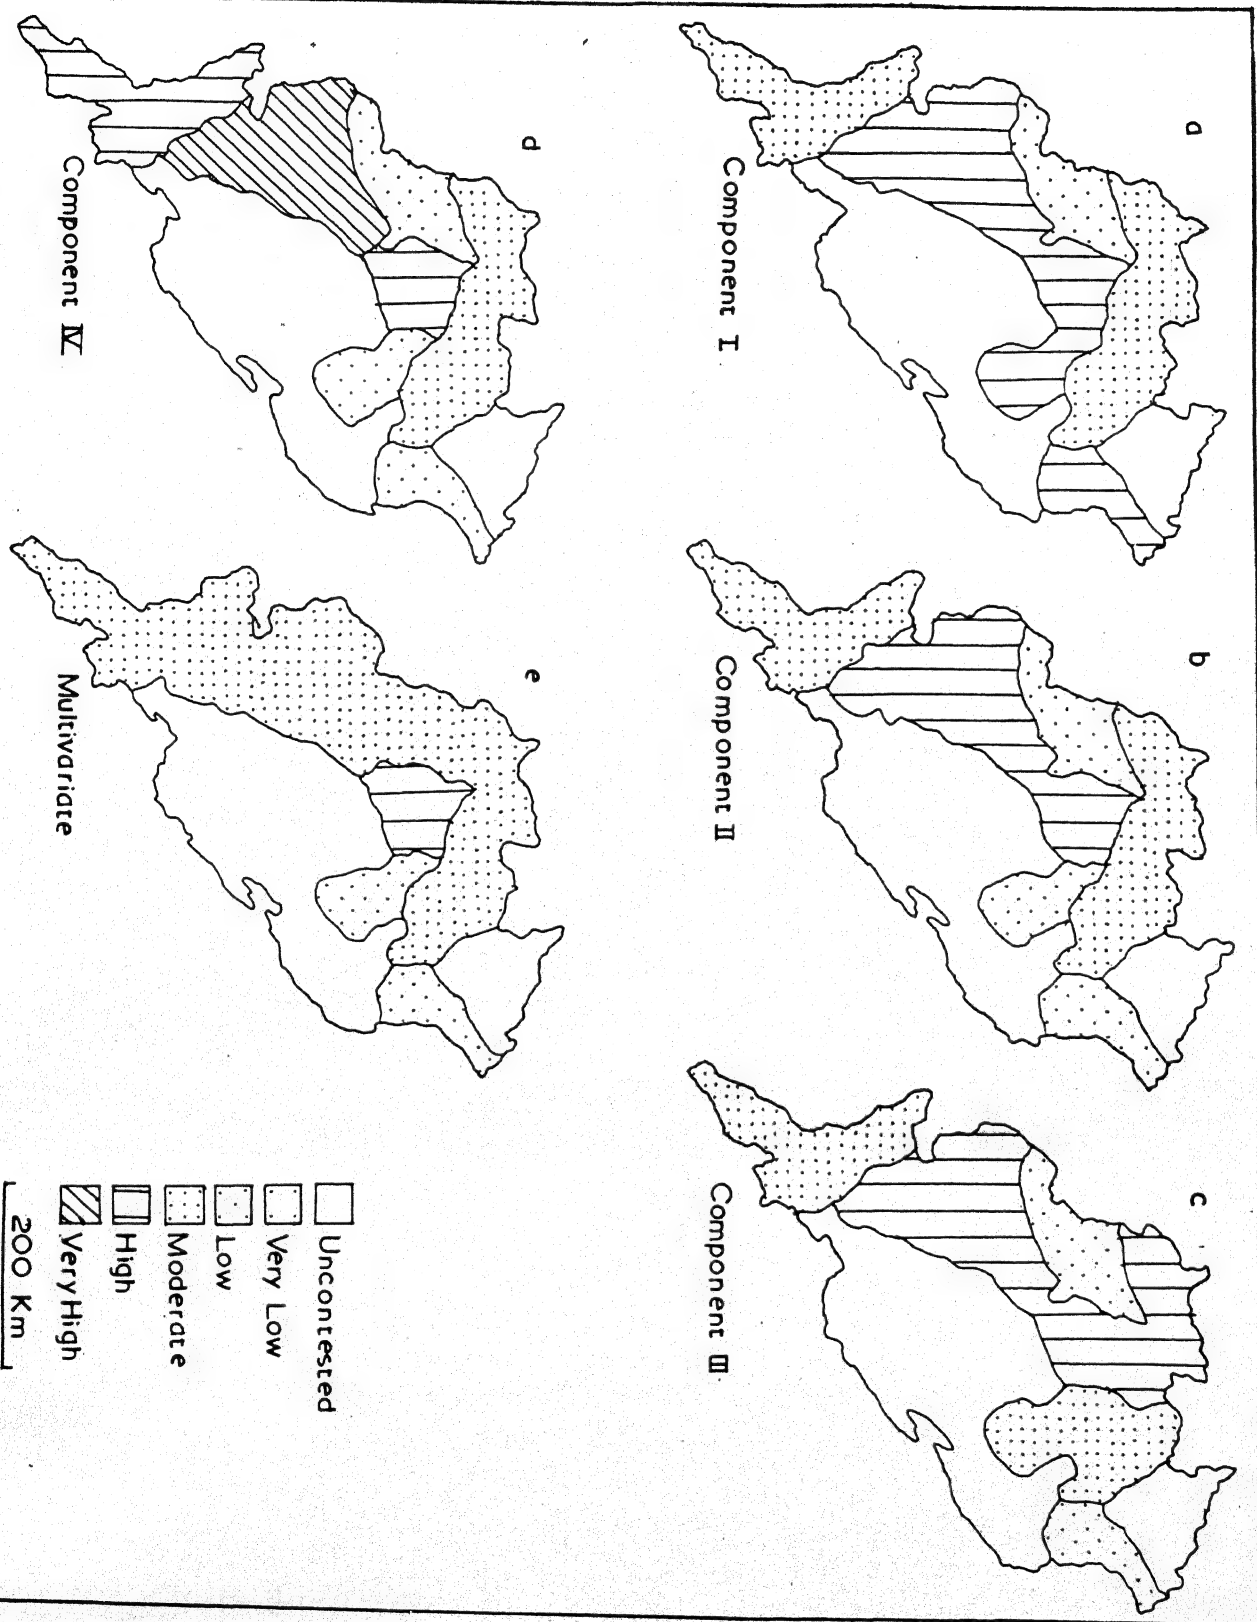 a
Component I
b
Component II
c
Component III
d
Component IV
e
Multivariate
Uncontested
Very Low
Low
Moderate
High
Very High
200 Km